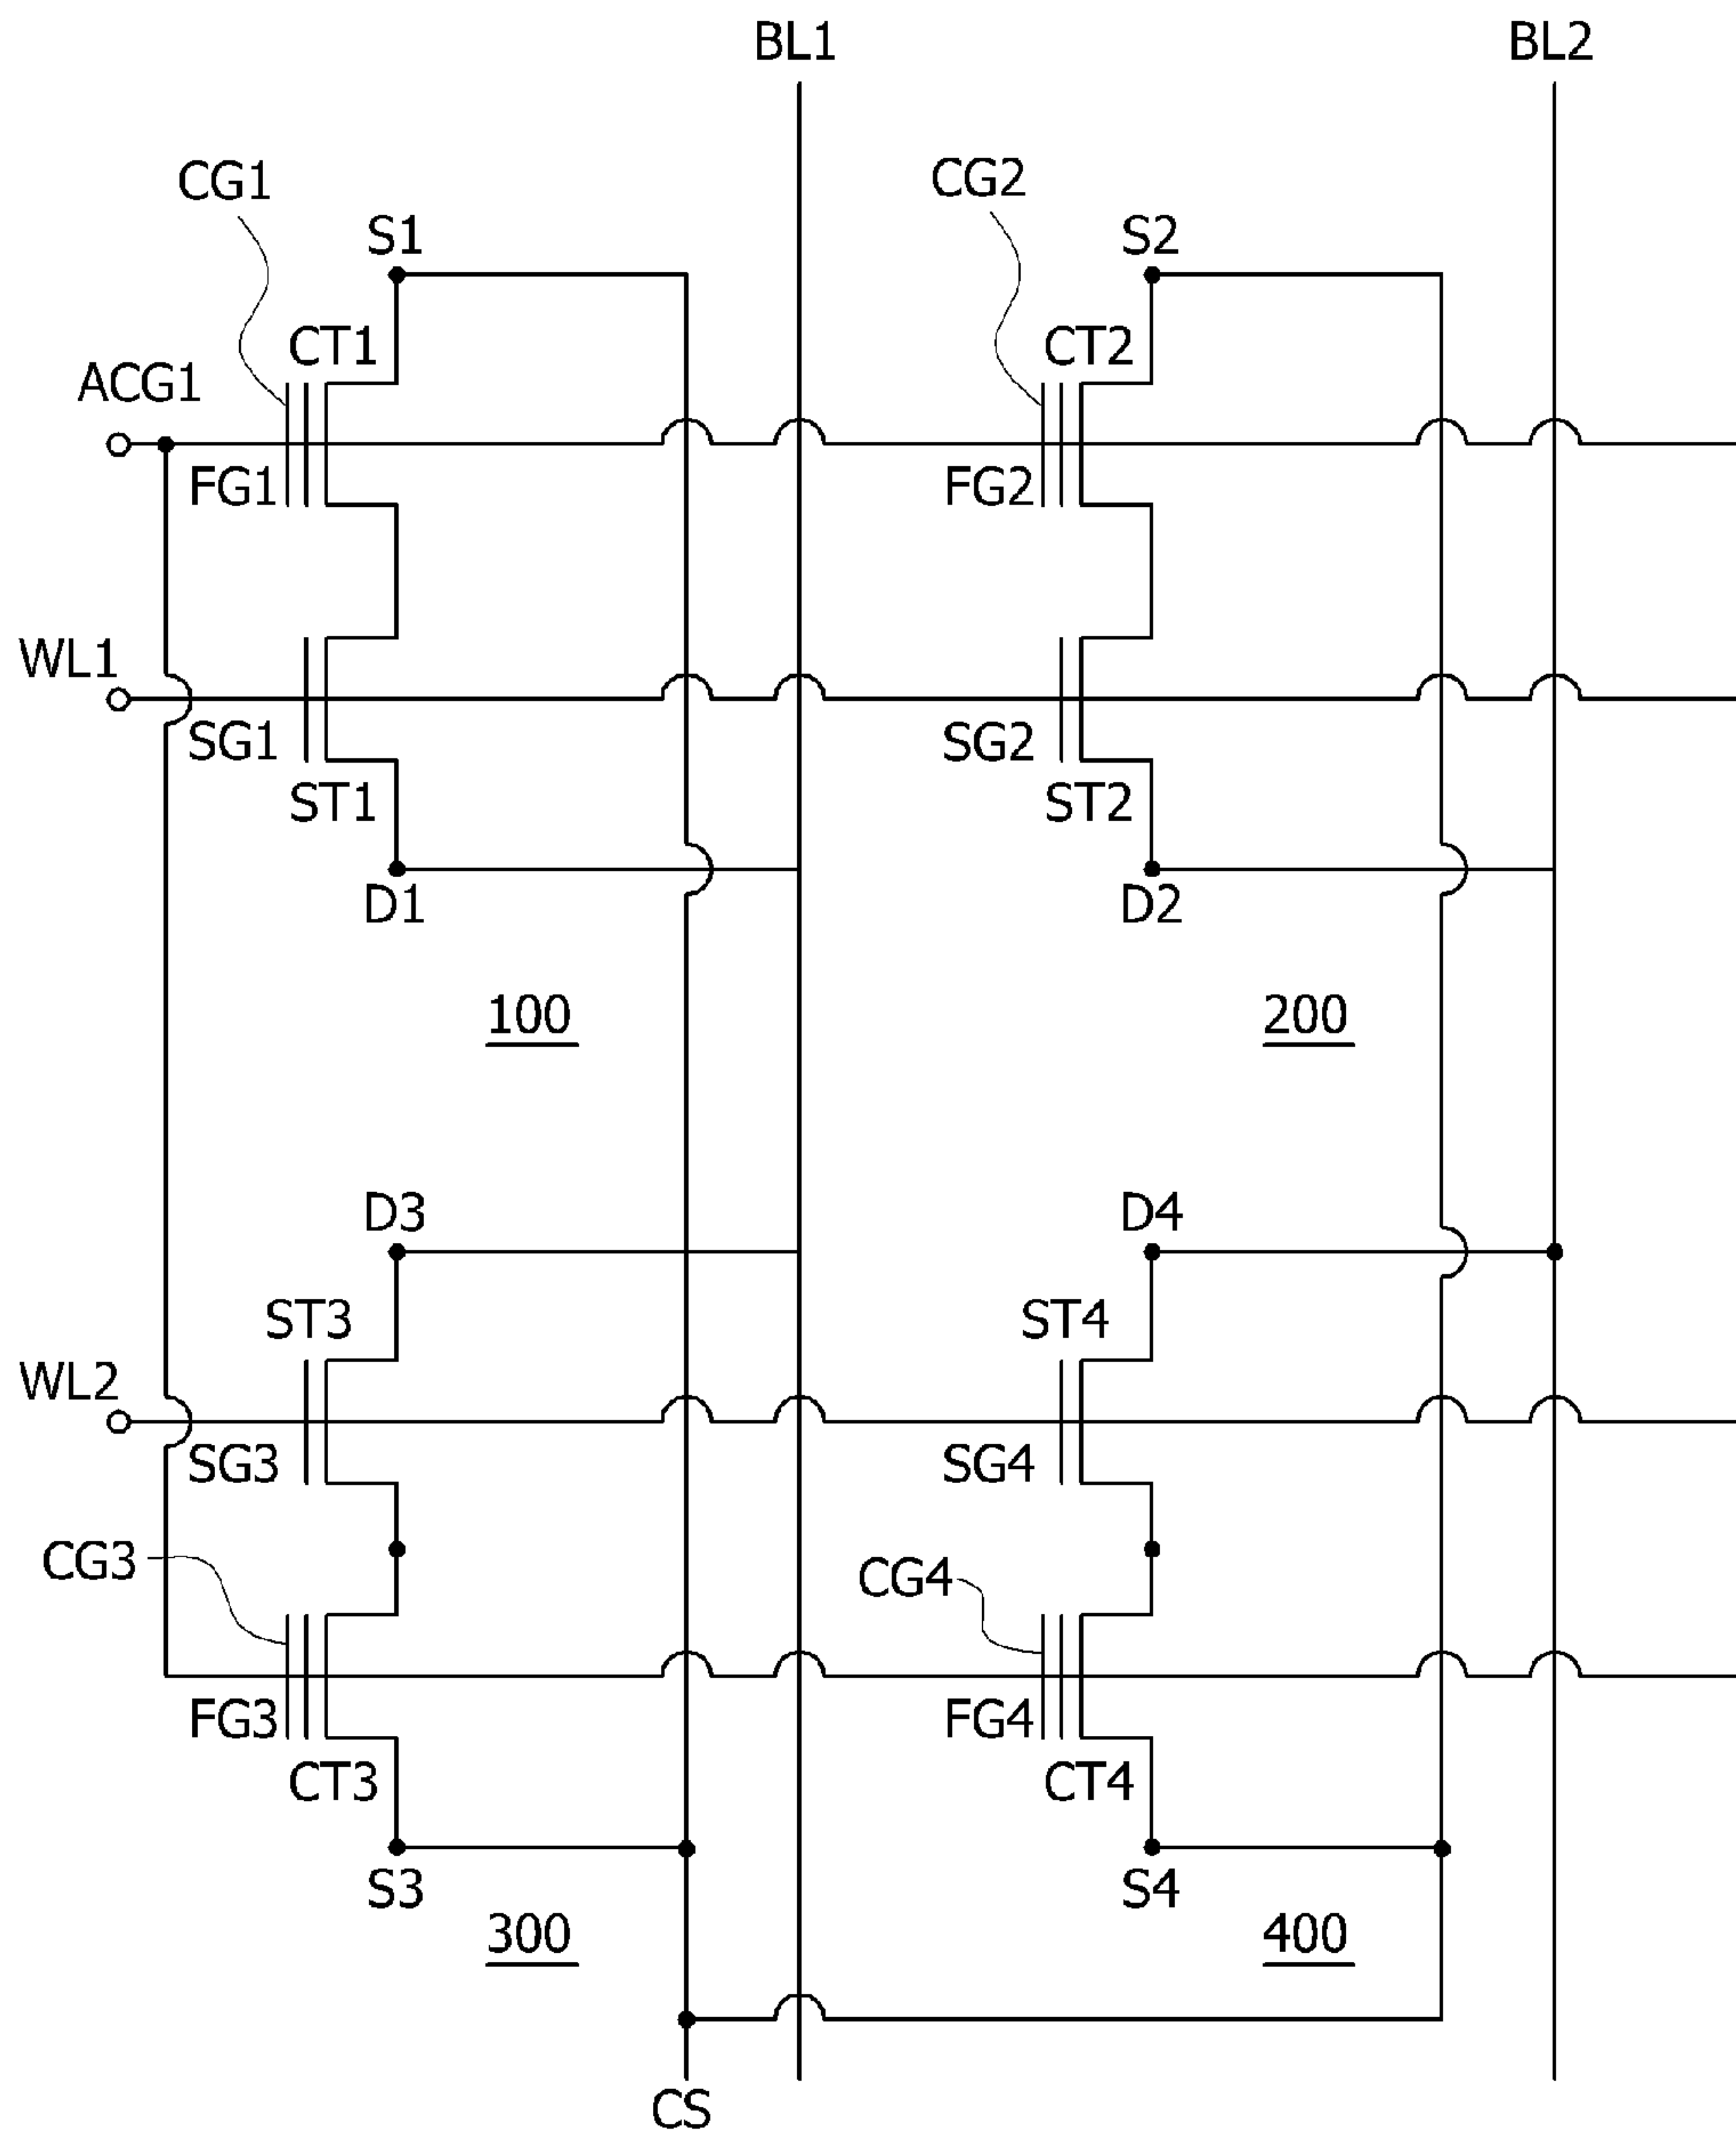 BL1 BL2
CG1 CG2
S1 S2
CT1 CT2
ACG1
FG1 FG2
WL1
SG1 SG2
ST1 ST2
D1 D2
100 200
D3 D4
ST3 ST4
WL2
SG3 SG4
CG3 CG4
FG3 FG4
CT3 CT4
S3 S4
300 400
CS